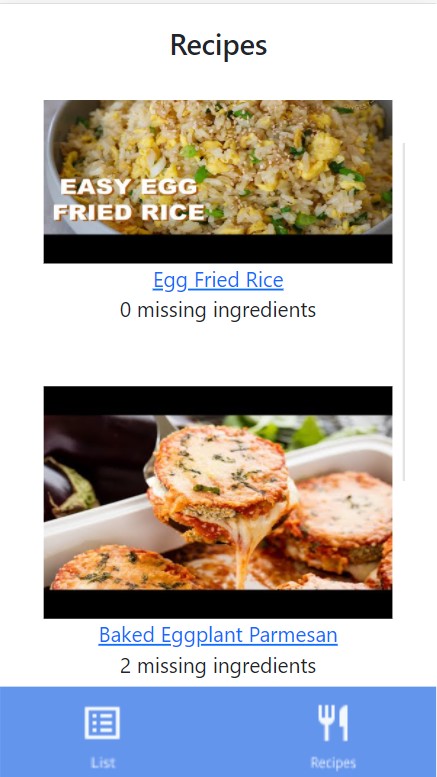 Recipes
EASY EGG
FRIED RICE
Egg Fried Rice
0 missing ingredients
Baked Eggplant Parmesan
2 missing ingredients
List
Recipes